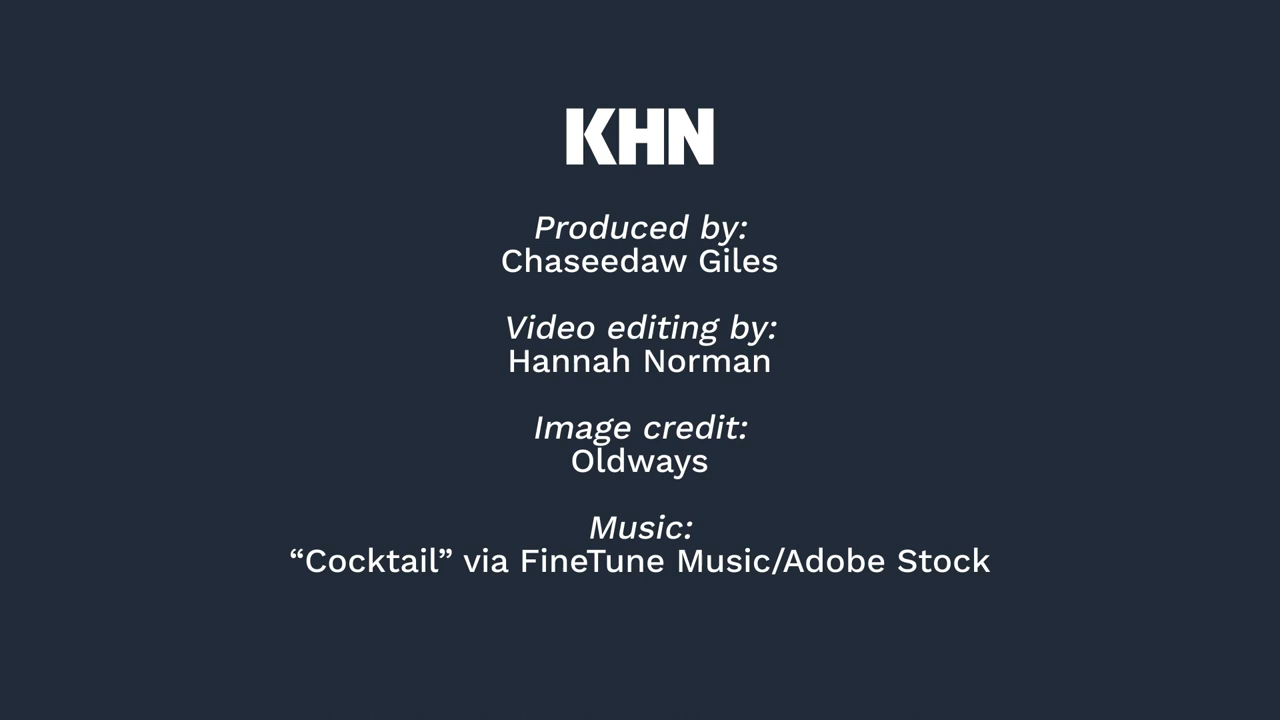 KHN
Produced by:
Chaseedaw Giles
Video editing by:
Hannah Norman
Image credit:
Oldways
Music:
“Cocktail” via FineTune Music/Adobe Stock